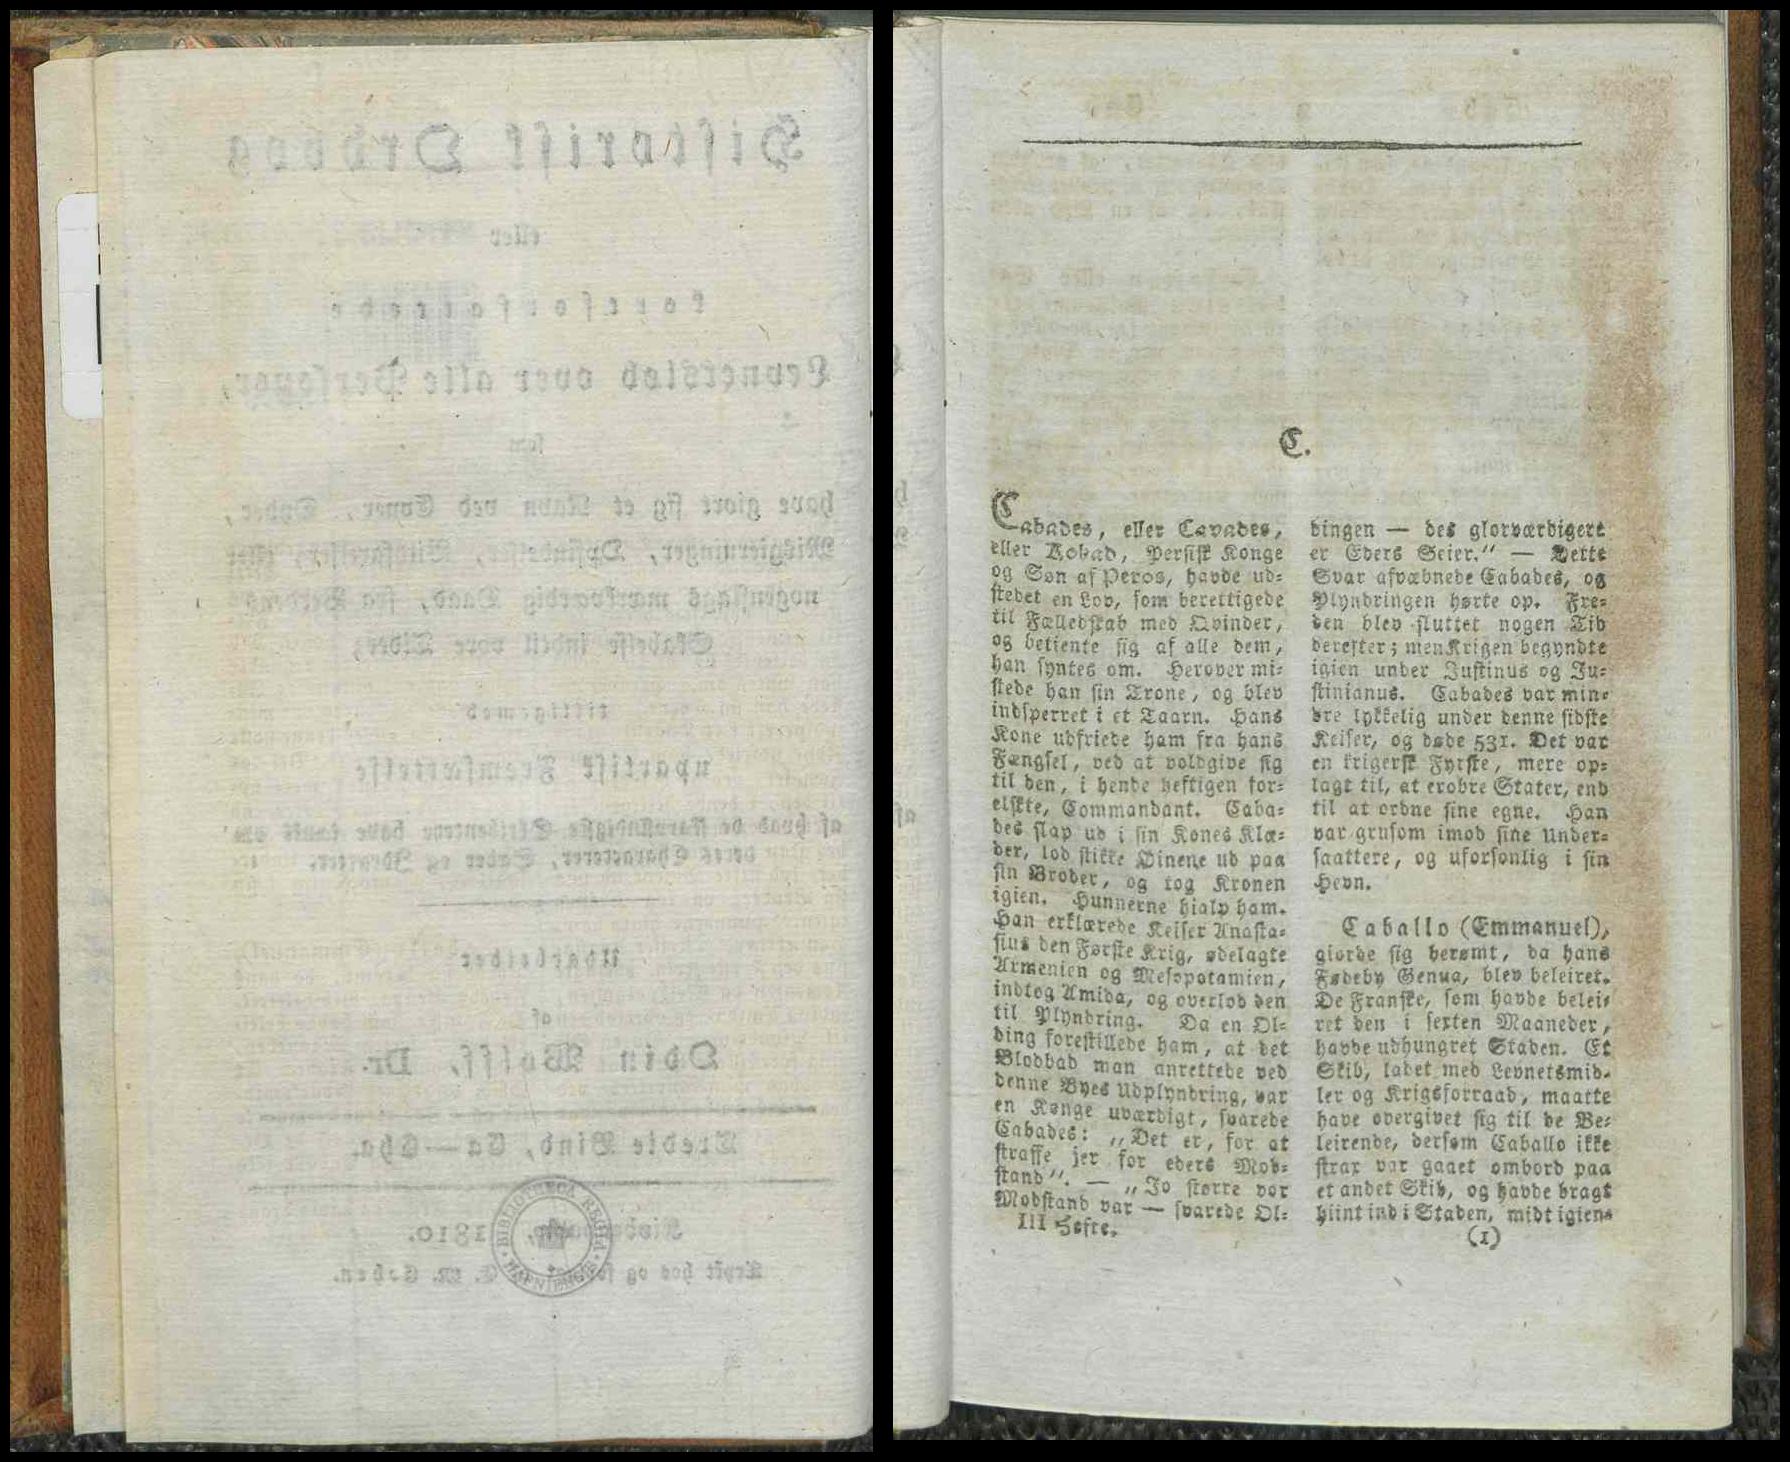 Historisk Ordbog
eller
Levnetsløb over alle Personer,
som
have giort sig et Navn ved Evner, Dyder,
Misgierninger, Opfindelser,
nogenslags mærkværdig Daad, fra Verdens
Skabelse indtil vore Tider;
tilligemed
upartisk Fremsættelse
af hvad de skarpsindigste Skribentere have tænkt om
deres Characterer, Sæder og Idrætter.
Udarbeidet
af
Odin Wolff, Dr.
Tredie Bind, Ca—Cha.
1810.
Trykt hos og C. M. Cohen.
BIBLIOTHECA REGIA HAFNIENSIS
C.
Cabades, eller Cavades,
eller Kobad, Persisk Konge
og Søn af Peros, havde ud-
stedet en Lov, som berettigede
til Fælledskab med Qvinder,
og betiente sig af alle dem,
han syntes om. Herover mi-
stede han sin Trone, og blev
indsperret i et Taarn. Hans
Kone udfriede ham fra hans
Fængsel, ved at voldgive sig
til den, i hende heftigen for-
elskte, Commandant. Caba-
des slap ud i sin Kones Klæ-
der, lod stikke Øinene ud paa
sin Broder, og tog Kronen
igien. Hunnerne hialp ham.
Han erklærede Keiser Anasta-
sius den Første Krig, ødelagte
Armenien og Mesopotamien,
indtog Amida, og overlod den
til Plyndring. Da en Ol-
ding forestillede ham, at det
Blodbad man anrettede ved
denne Byes Udplyndring, var
en Konge uværdigt, svarede
Cabades: „Det er, for at
straffe jer for eders Mod-
stand“. — „Jo større vor
Modstand var — svarede Ol-
III Hefte.
dingen — des glorværdigere
er Eders Seier.“ — Dette
Svar afvæbnede Cabades, og
Plyndringen hørte op. Fre-
den blev sluttet nogen Tid
derefter; men Krigen begyndte
igien under Justinus og Ju-
stinianus. Cabades var min-
dre lykkelig under denne sidste
Keiser, og døde 531. Det var
en krigersk Fyrste, mere op-
lagt til, at erobre Stater, end
til at ordne sine egne. Han
var grusom imod sine Under-
saattere, og uforsonlig i sin
Hevn.
Caballo (Emmanuel),
giorde sig berømt, da hans
Fødeby Genua, blev beleiret.
De Franske, som havde belei-
ret den i sexten Maaneder,
havde udhungret Staden. Et
Skib, ladet med Levnetsmid-
ler og Krigsforraad, maatte
have overgivet sig til de Be-
leirende, dersom Caballo ikke
strax var gaaet ombord paa
et andet Skib, og havde bragt
hiint ind i Staden, midt igien-
(1)